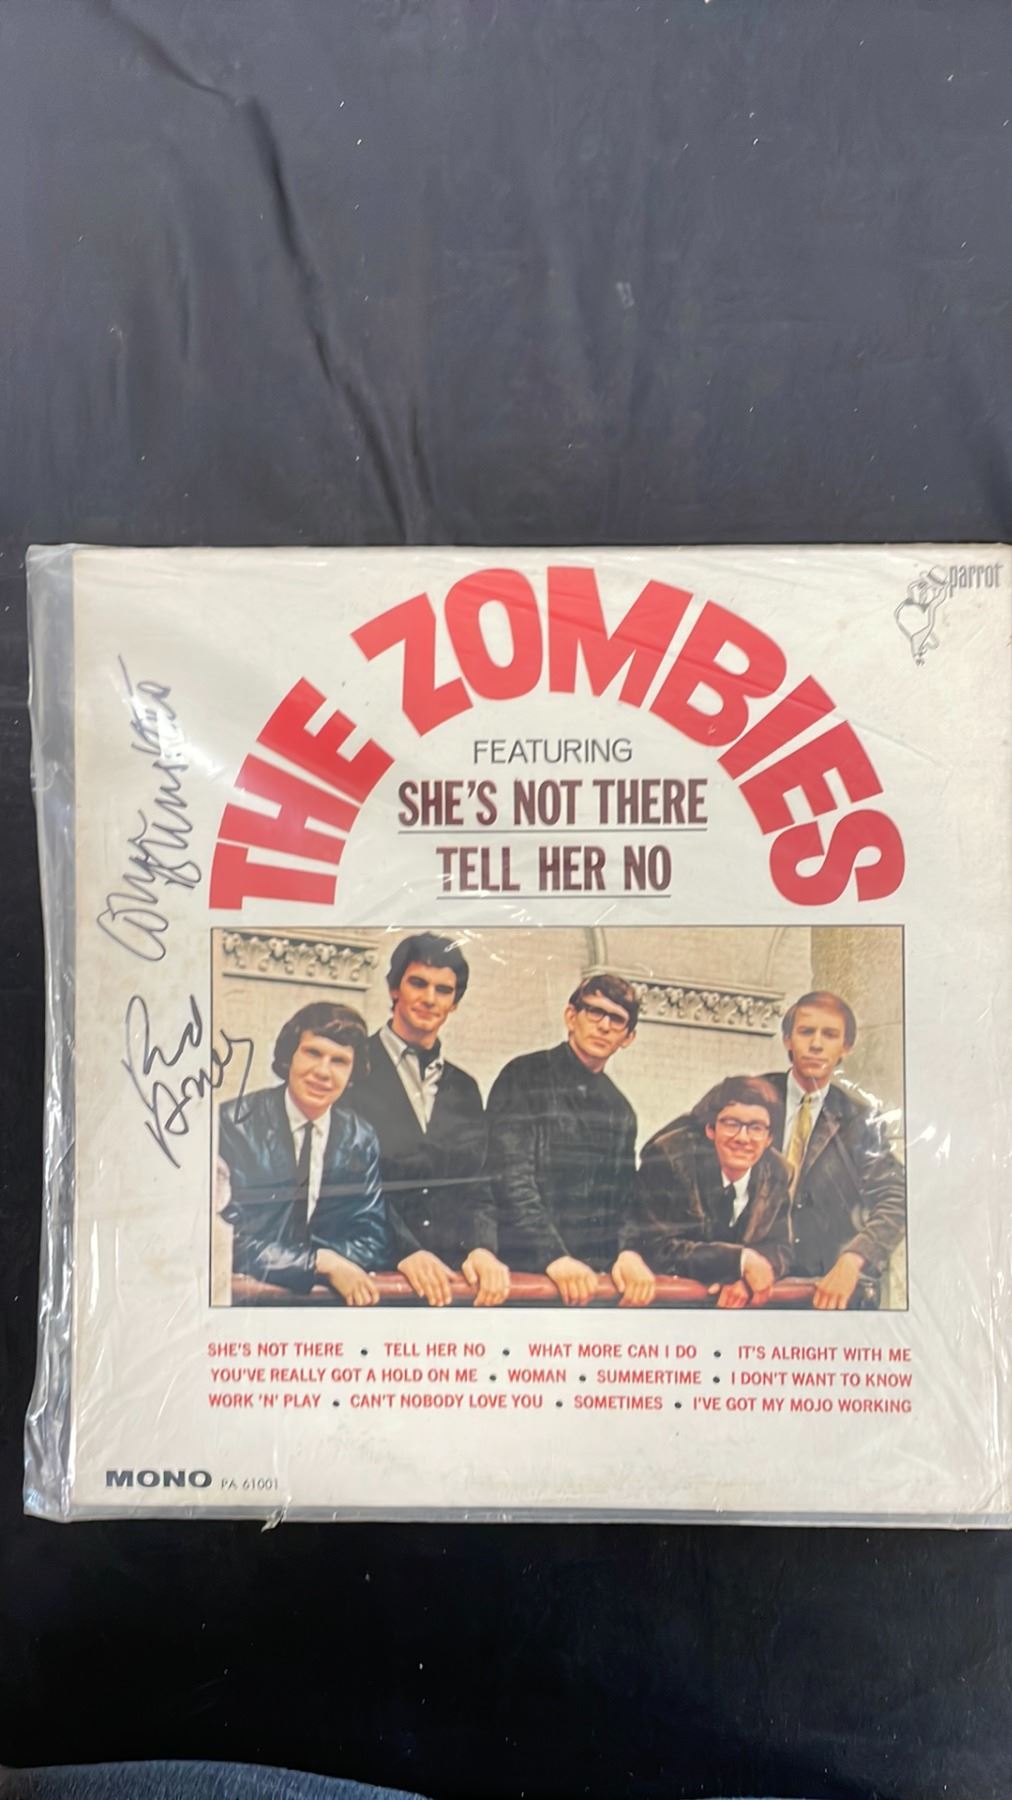 parrot
THE ZOMBIES
FEATURING
SHE'S NOT THERE
TELL HER NO
SHE'S NOT THERE • TELL HER NO • WHAT MORE CAN I DO • IT'S ALRIGHT WITH ME
YOU'VE REALLY GOT A HOLD ON ME • WOMAN • SUMMERTIME • I DON'T WANT TO KNOW
WORK 'N' PLAY • CAN'T NOBODY LOVE YOU • SOMETIMES • I'VE GOT MY MOJO WORKING
MONO PA 61001